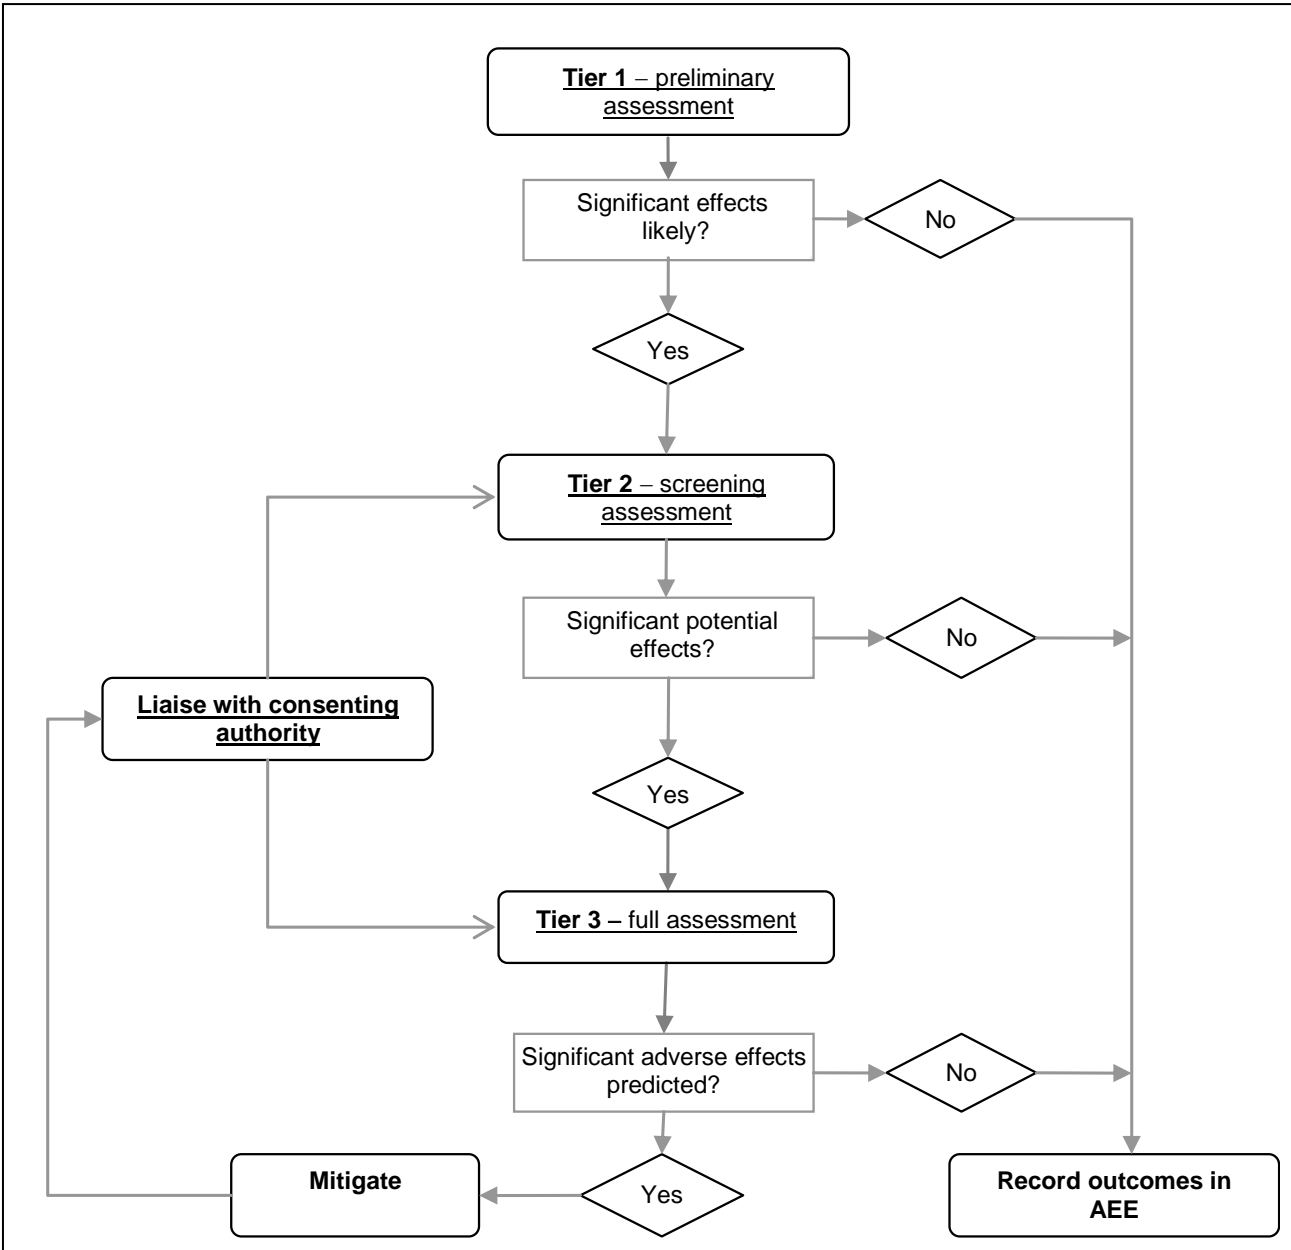 Tier 1 – preliminary
assessment
Significant effects
likely?
No
Yes
Tier 2 – screening
assessment
Significant potential
effects?
No
Liaise with consenting
authority
Yes
Tier 3 – full assessment
Significant adverse effects
predicted?
No
Mitigate
Yes
Record outcomes in
AEE